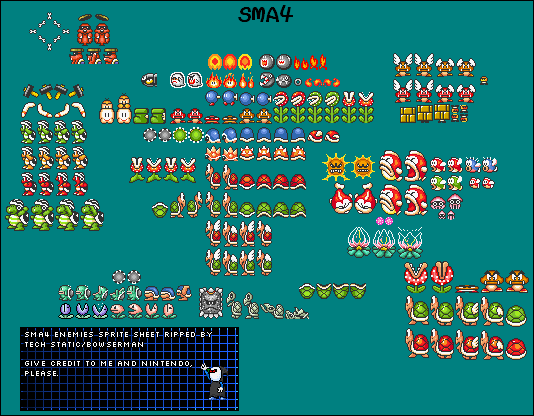 SMA4
SMA4 ENEMIES SPRITE SHEET RIPPED BY
TECH STATIC/BOWSERMAN
GIVE CREDIT TO ME AND NINTENDO,
PLEASE.